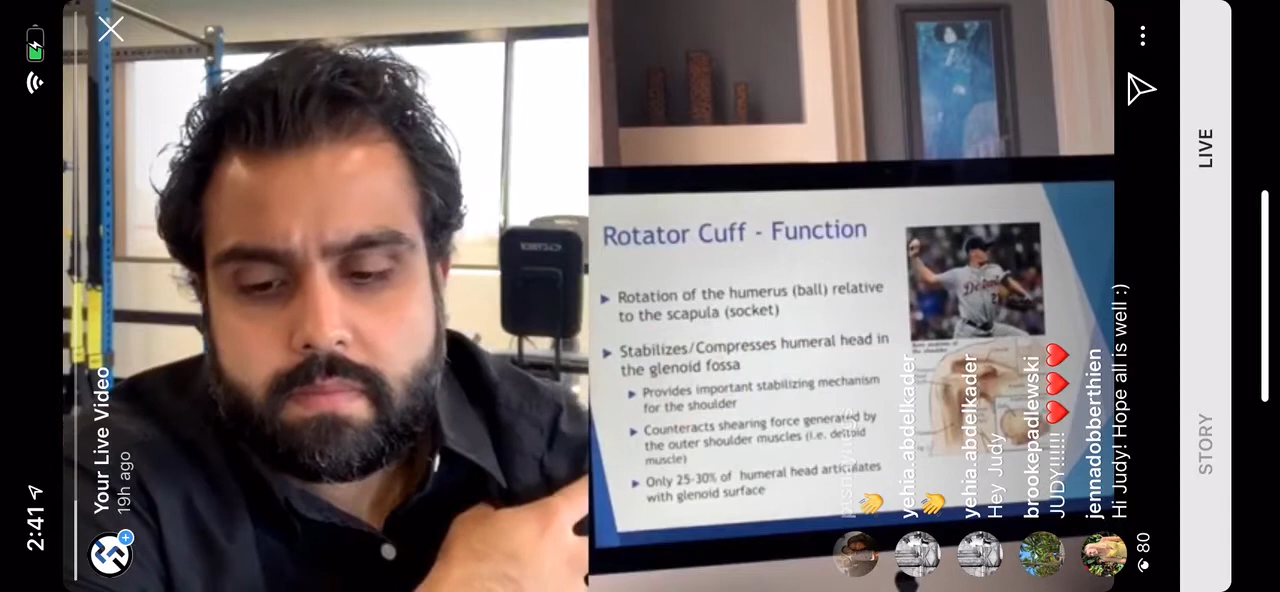 2:41
Your Live Video
19h ago
Rotator Cuff - Function
Rotation of the humerus (ball) relative
to the scapula (socket)
Stabilizes/Compresses humeral head in
the glenoid fossa
Provides important stabilizing mechanism
for the shoulder
Counteracts shearing force generated by
the outer shoulder muscles (i.e. deltoid
muscle)
Only 25-30% of humeral head articulates
with glenoid surface
👋
yehia.abdelkader
👋
yehia.abdelkader
Hey Judy
brookepadlewski
JUDY!!!!!! ❤️❤️❤️
jennadobberthien
Hi Judy! Hope all is well :)
80
STORY
LIVE